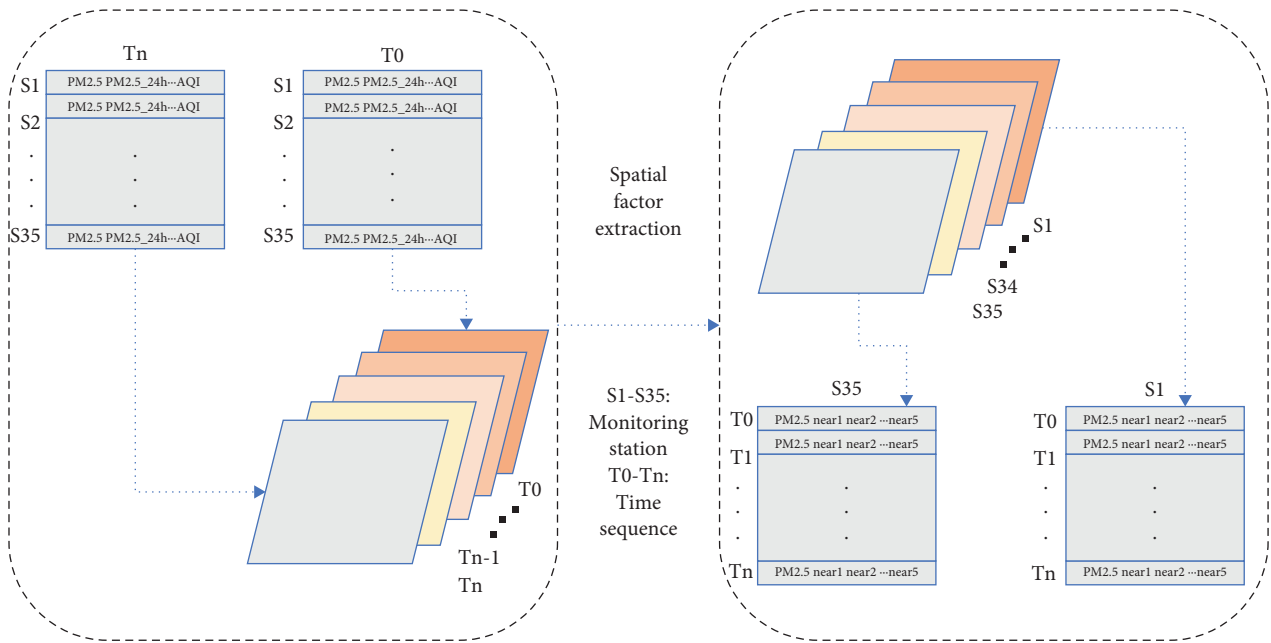 Tn
S1
PM2.5 PM2.5_24h···AQI
PM2.5 PM2.5_24h···AQI
S2
S35
PM2.5 PM2.5_24h···AQI
T0
S1
PM2.5 PM2.5_24h···AQI
PM2.5 PM2.5_24h···AQI
S2
S35
PM2.5 PM2.5_24h···AQI
T0
Tn-1
Tn
Spatial
factor
extraction
S1-S35:
Monitoring
station
T0-Tn:
Time
sequence
S1
S34
S35
S35
T0
PM2.5 near1 near2 ···near5
PM2.5 near1 near2 ···near5
T1
Tn
PM2.5 near1 near2 ···near5
S1
T0
PM2.5 near1 near2 ···near5
PM2.5 near1 near2 ···near5
T1
Tn
PM2.5 near1 near2 ···near5